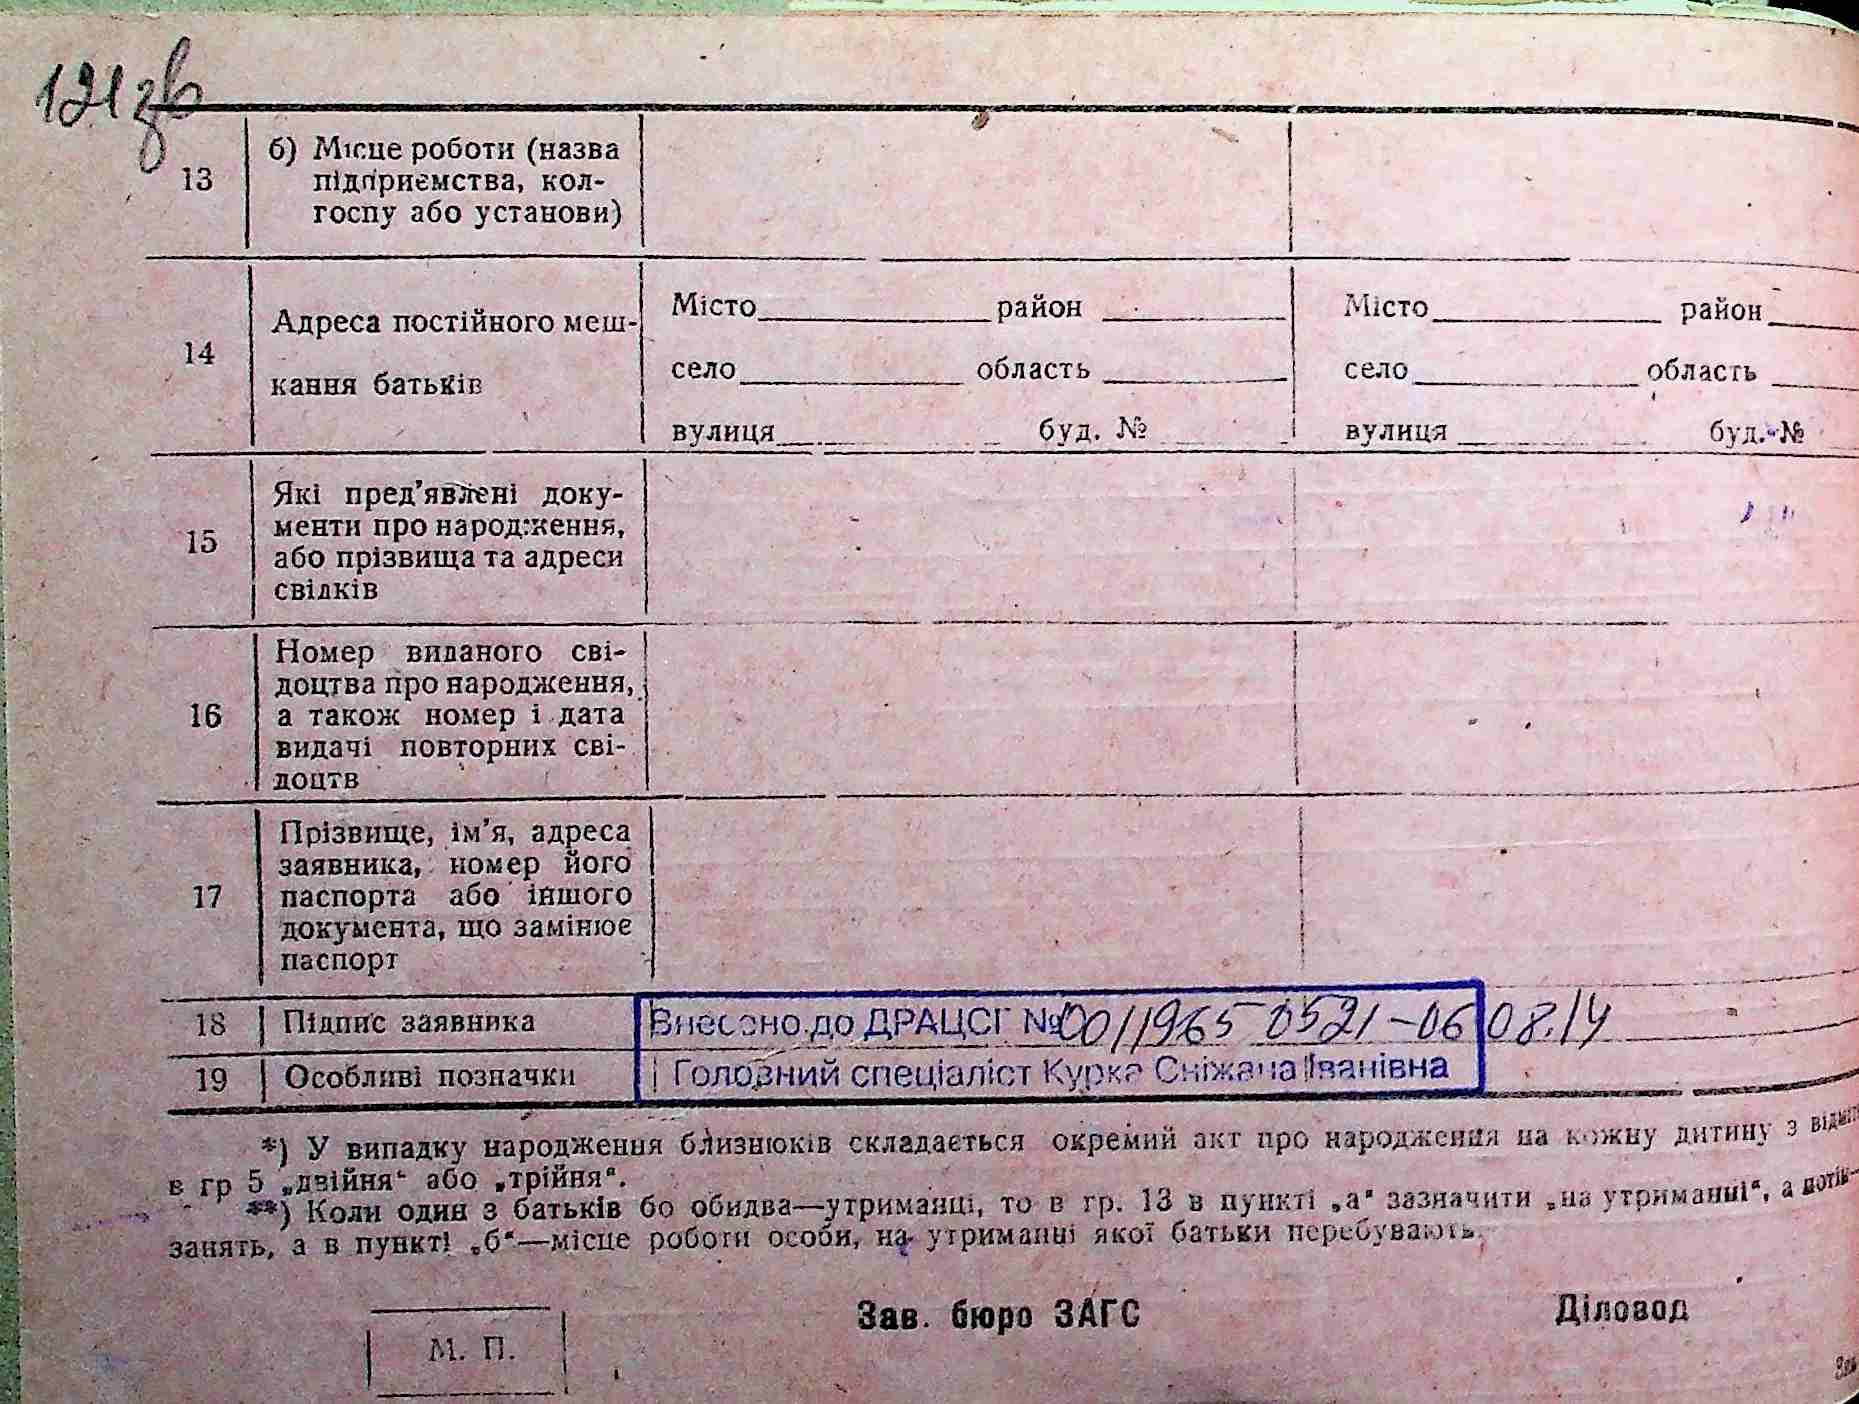 121зв
13
б) Місце роботи (назва
підприємства, кол-
госпу або установи)
14
Адреса постійного меш-
кання батьків
Місто район
село область
вулиця буд. №
Місто район
село область
вулиця буд. №
15
Які пред’явлені доку-
менти про народження,
або прізвища та адреси
свідків
16
Номер виданого сві-
доцтва про народження,
а також номер і дата
видачі повторних сві-
доцтв
17
Прізвище, ім’я, адреса
заявника, номер його
паспорта або іншого
документа, що замінює
паспорт
18 Підпис заявника
Внесено до ДРАЦСГ №0011965 0521-06 08.14
19 Особливі позначки
Головний спеціаліст Курка Сніжана Іванівна
*) У випадку народження близнюків складається окремий акт про народження на кожну дитину з відміт
в гр 5 „двійня“ або „трійня“.
**) Коли один з батьків бо обидва—утриманці, то в гр. 13 в пункті „а“ зазначити „на утриманні“, а потім—
занять, а в пункті „б“—місце роботи особи, на утриманні якої батьки перебувають.
Зав. бюро ЗАГС
Діловод
М. П.
Зак